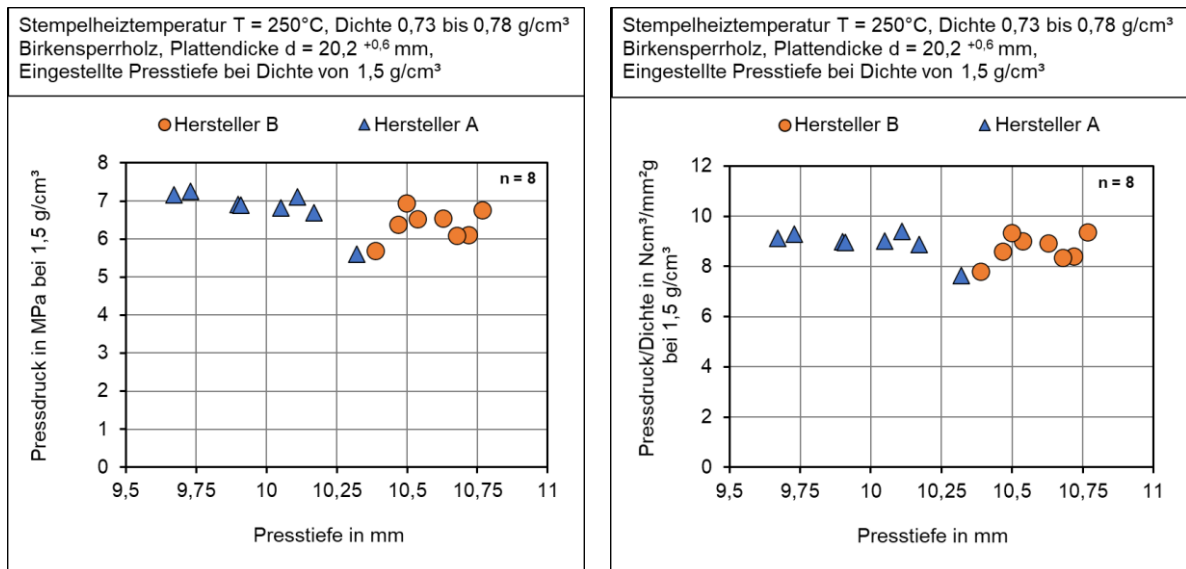 Stempelheiztemperatur T = 250°C, Dichte 0,73 bis 0,78 g/cm³
Birkensperrholz, Plattendicke d = 20,2 ⁺⁰,⁶ mm,
Eingestellte Presstiefe bei Dichte von 1,5 g/cm³
Hersteller B
Hersteller A
n = 8
Pressdruck in MPa bei 1,5 g/cm³
8
7
6
5
4
3
2
1
0
9,5 9,75 10 10,25 10,5 10,75 11
Presstiefe in mm
Stempelheiztemperatur T = 250°C, Dichte 0,73 bis 0,78 g/cm³
Birkensperrholz, Plattendicke d = 20,2 ⁺⁰,⁶ mm,
Eingestellte Presstiefe bei Dichte von 1,5 g/cm³
Hersteller B
Hersteller A
n = 8
Pressdruck/Dichte in Ncm³/mm²g
bei 1,5 g/cm³
12
10
8
6
4
2
0
9,5 9,75 10 10,25 10,5 10,75 11
Presstiefe in mm